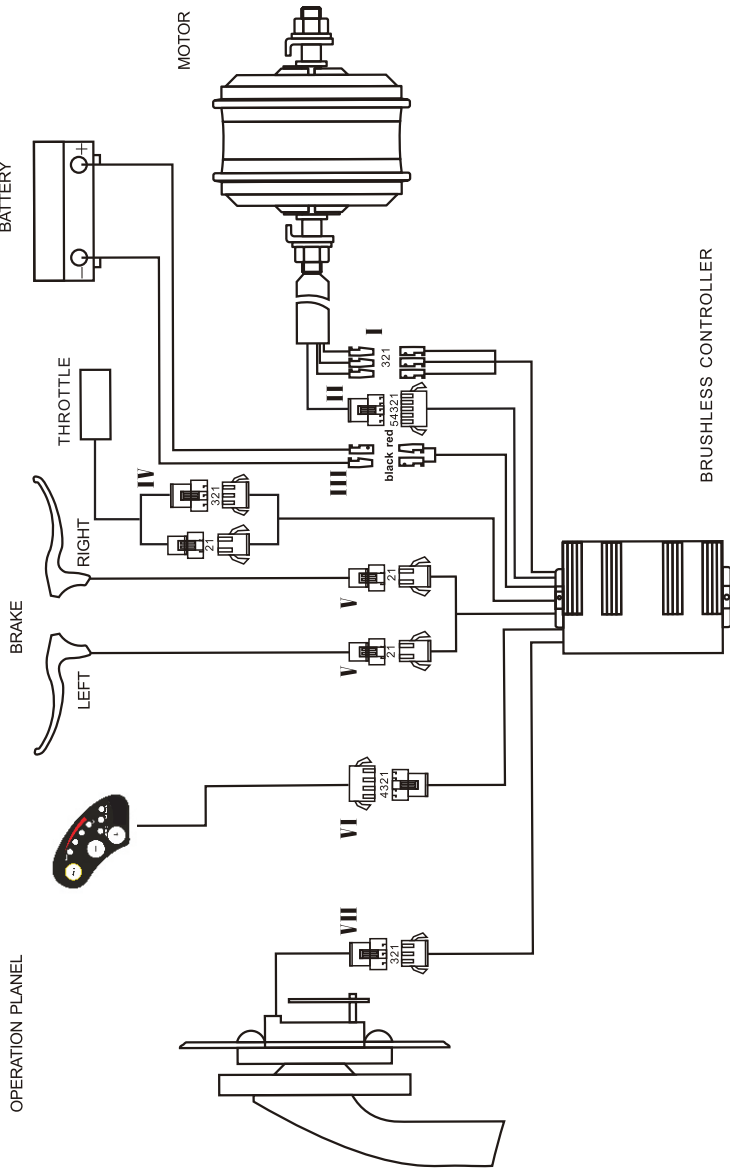 MOTOR
BATTERY
+
−
THROTTLE
I
321
II
54321
III
black red
IV
321
21
BRAKE
RIGHT
V
21
LEFT
V
21
VI
4321
OPERATION PLANEL
VII
321
BRUSHLESS CONTROLLER